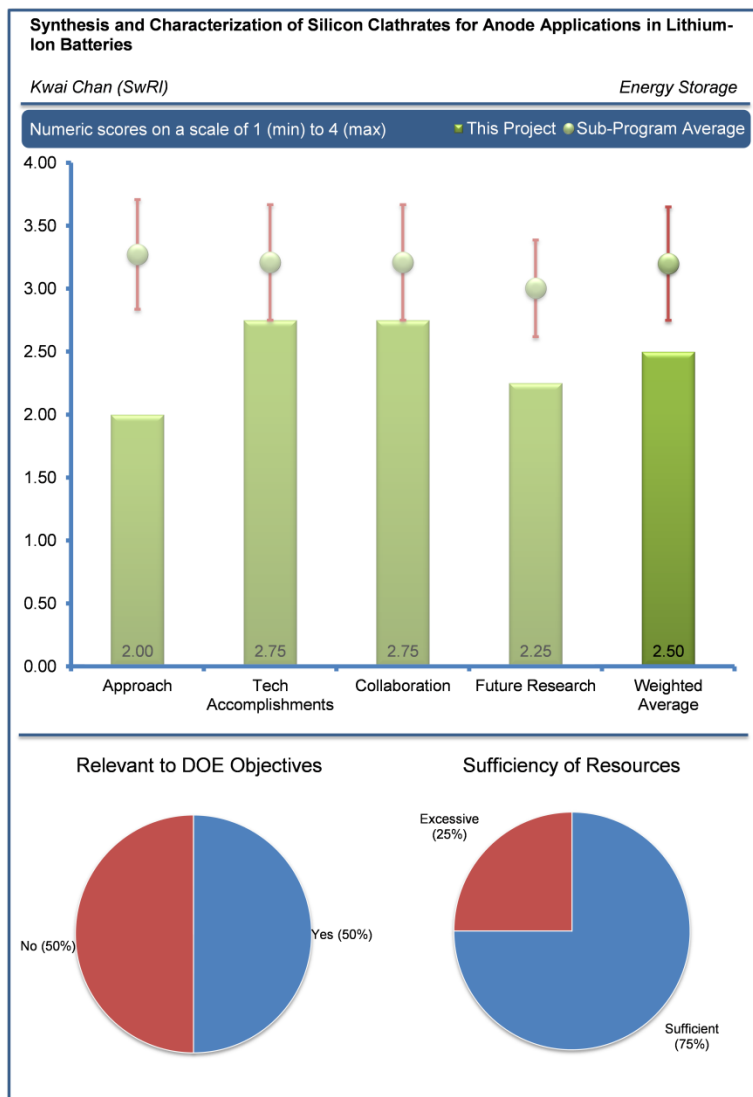 Synthesis and Characterization of Silicon Clathrates for Anode Applications in Lithium-
Ion Batteries
Kwai Chan (SwRI) Energy Storage
Numeric scores on a scale of 1 (min) to 4 (max) This Project Sub-Program Average
4.00
3.50
3.00
2.50
2.00
1.50
1.00
0.50
0.00
2.00 2.75 2.75 2.25 2.50
Approach Tech Collaboration Future Research Weighted
Accomplishments Average
Relevant to DOE Objectives Sufficiency of Resources
Excessive
(25%)
No (50%) Yes (50%)
Sufficient
(75%)